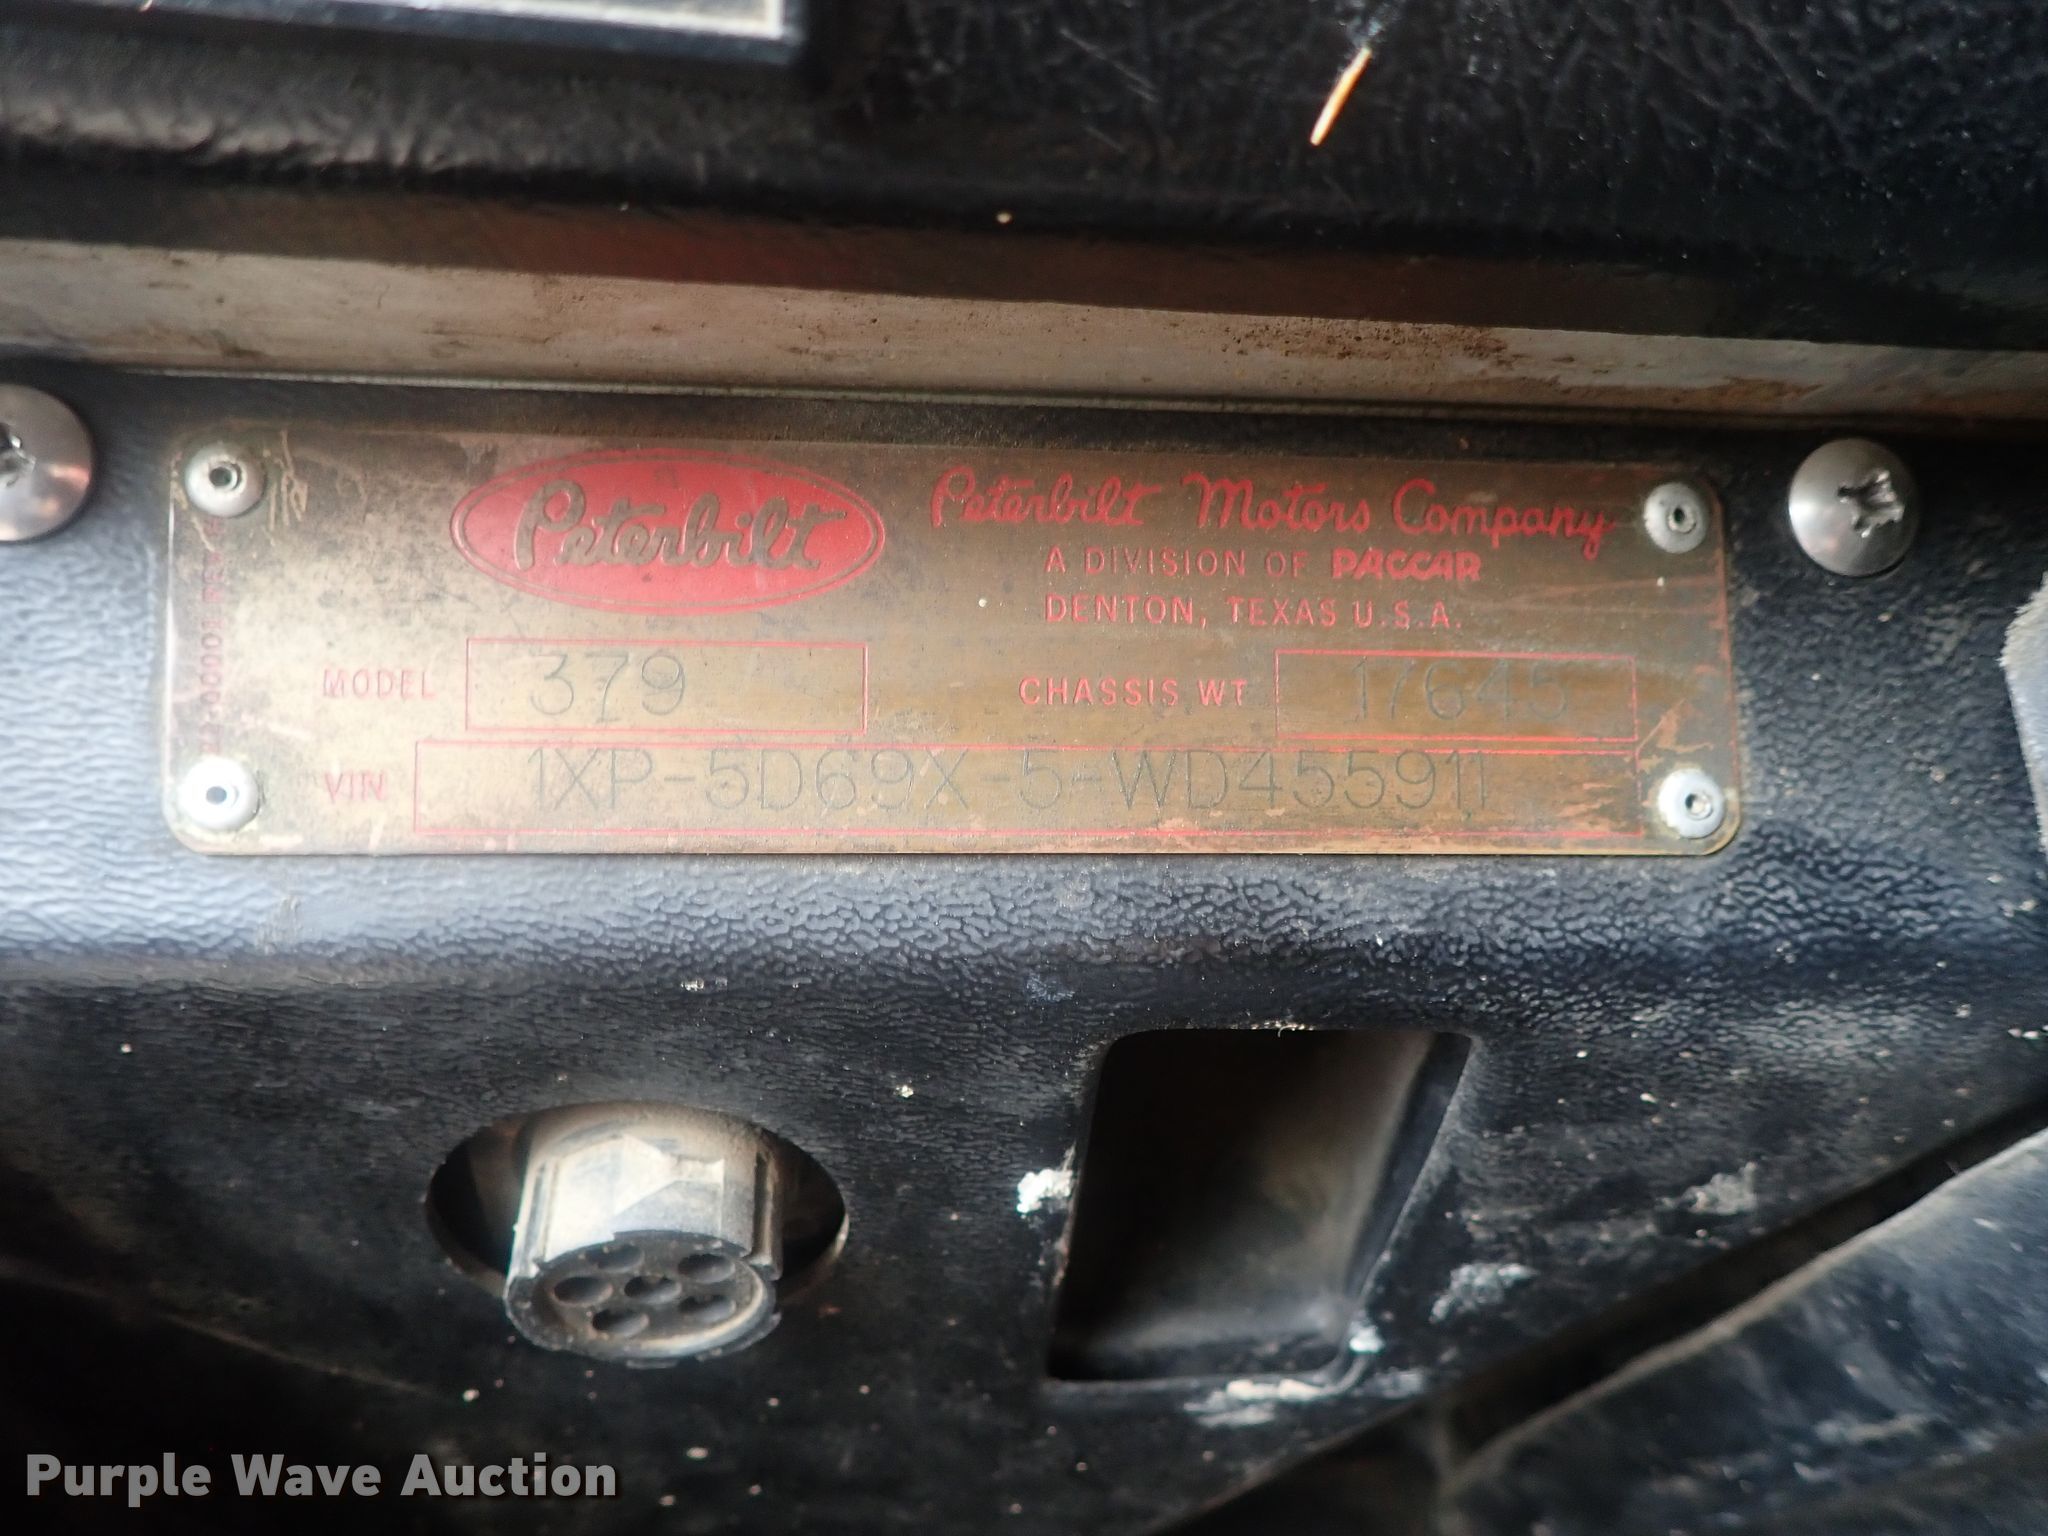 Peterbilt
Peterbilt Motors Company
A DIVISION OF PACCAR
DENTON, TEXAS U.S.A.
MODEL 379
CHASSIS WT 17645
VIN 1XP-5D69X-5-WD455911
Purple Wave Auction